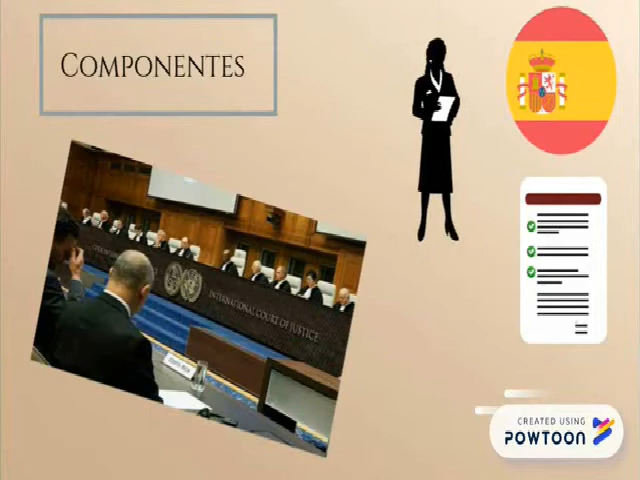 COMPONENTES
INTERNATIONAL COURT OF JUSTICE
CREATED USING
POWTOON